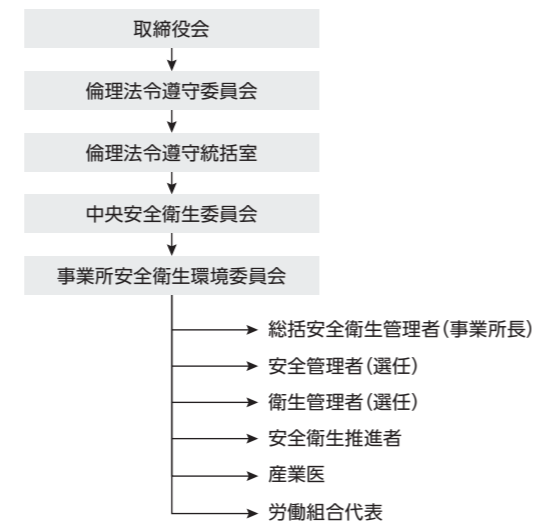 取締役会
倫理法令遵守委員会
倫理法令遵守統括室
中央安全衛生委員会
事業所安全衛生環境委員会
総括安全衛生管理者(事業所長)
安全管理者(選任)
衛生管理者(選任)
安全衛生推進者
産業医
労働組合代表